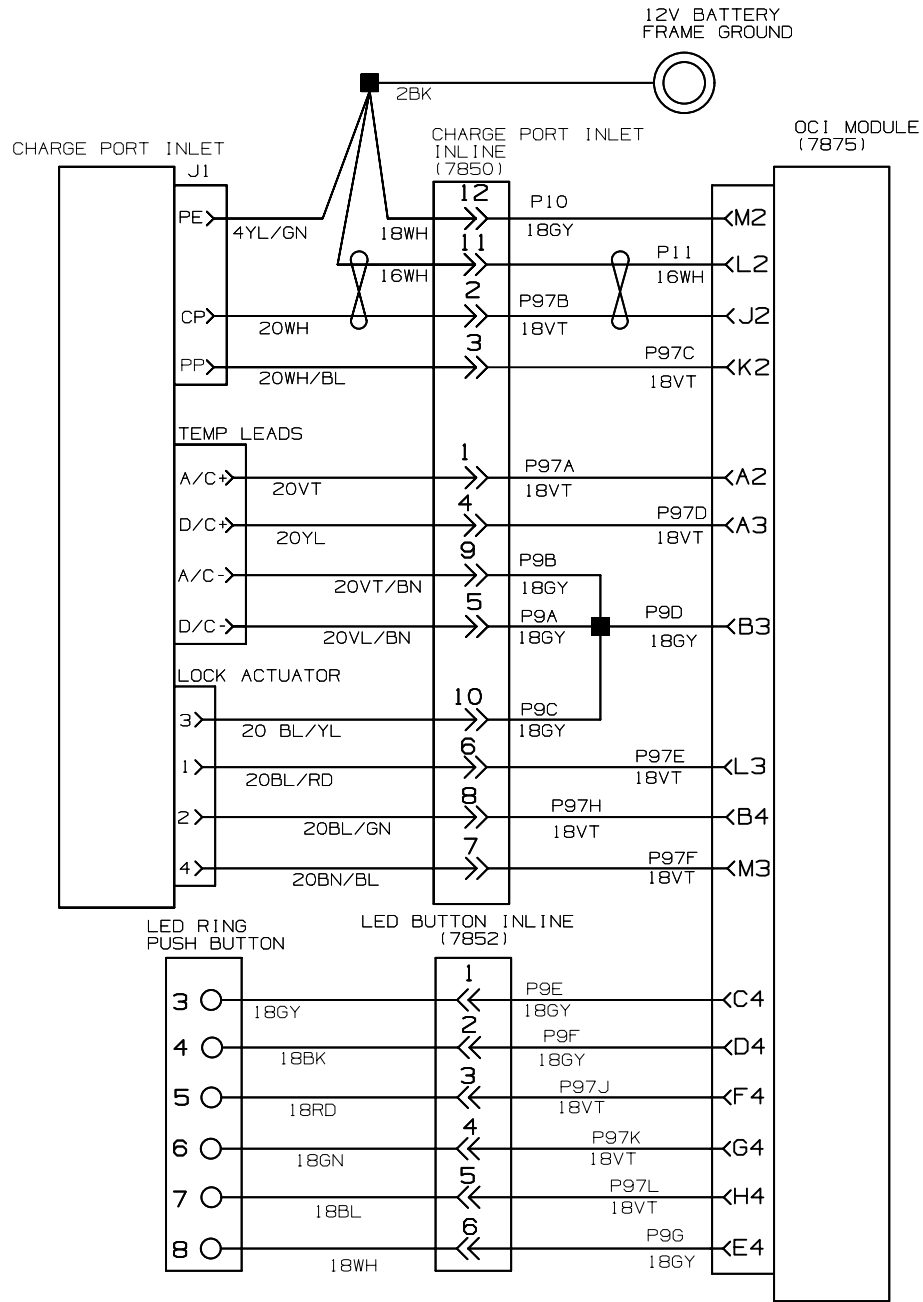 12V BATTERY
FRAME GROUND
2BK
OCI MODULE
(7875)
CHARGE PORT INLET
J1
CHARGE PORT INLET
INLINE
(7850)
PE
4YL/GN
18WH
12
P10
18GY
M2
16WH
11
P11
16WH
L2
CP
20WH
2
P97B
18VT
J2
PP
20WH/BL
3
P97C
18VT
K2
TEMP LEADS
A/C+
20VT
1
P97A
18VT
A2
D/C+
20YL
4
P97D
18VT
A3
A/C-
20VT/BN
9
P9B
18GY
D/C-
20VL/BN
5
P9A
18GY
P9D
18GY
B3
LOCK ACTUATOR
3
20 BL/YL
10
P9C
18GY
1
20BL/RD
6
P97E
18VT
L3
2
20BL/GN
8
P97H
18VT
B4
4
20BN/BL
7
P97F
18VT
M3
LED RING
PUSH BUTTON
LED BUTTON INLINE
(7852)
3
18GY
1
P9E
18GY
C4
4
18BK
2
P9F
18GY
D4
5
18RD
3
P97J
18VT
F4
6
18GN
4
P97K
18VT
G4
7
18BL
5
P97L
18VT
H4
8
18WH
6
P9G
18GY
E4